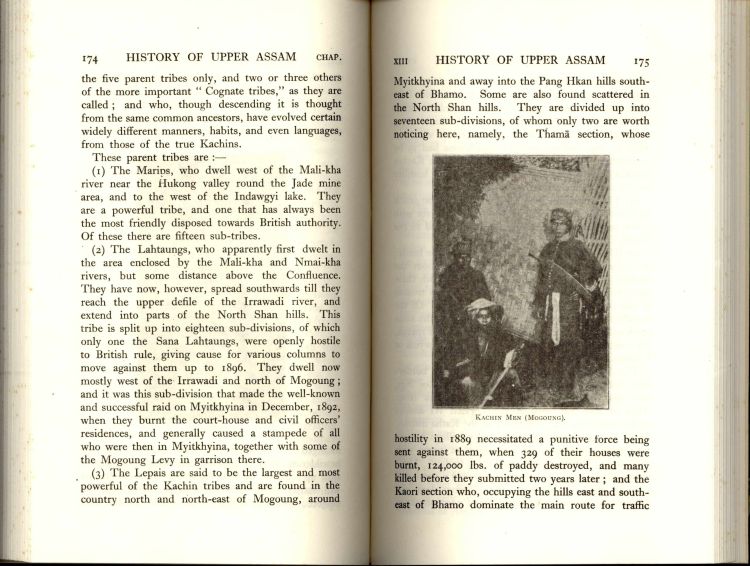 174 HISTORY OF UPPER ASSAM CHAP.
the five parent tribes only, and two or three others
of the more important " Cognate tribes," as they are
called ; and who, though descending it is thought
from the same common ancestors, have evolved certain
widely different manners, habits, and even languages,
from those of the true Kachins.
These parent tribes are :—
(1) The Marips, who dwell west of the Mali-kha
river near the Hukong valley round the Jade mine
area, and to the west of the Indawgyi lake. They
are a powerful tribe, and one that has always been
the most friendly disposed towards British authority.
Of these there are fifteen sub-tribes.
(2) The Lahtaungs, who apparently first dwelt in
the area enclosed by the Mali-kha and Nmai-kha
rivers, but some distance above the Confluence.
They have now, however, spread southwards till they
reach the upper defile of the Irrawadi river, and
extend into parts of the North Shan hills. This
tribe is split up into eighteen sub-divisions, of which
only one the Sana Lahtaungs, were openly hostile
to British rule, giving cause for various columns to
move against them up to 1896. They dwell now
mostly west of the Irrawadi and north of Mogoung ;
and it was this sub-division that made the well-known
and successful raid on Myitkhyina in December, 1892,
when they burnt the court-house and civil officers'
residences, and generally caused a stampede of all
who were then in Myitkhyina, together with some of
the Mogoung Levy in garrison there.
(3) The Lepais are said to be the largest and most
powerful of the Kachin tribes and are found in the
country north and north-east of Mogoung, around
XIII HISTORY OF UPPER ASSAM 175
Myitkhyina and away into the Pang Hkan hills south-
east of Bhamo. Some are also found scattered in
the North Shan hills. They are divided up into
seventeen sub-divisions, of whom only two are worth
noticing here, namely, the Thamā section, whose
KACHIN MEN (MOGOUNG).
hostility in 1889 necessitated a punitive force being
sent against them, when 329 of their houses were
burnt, 124,000 lbs. of paddy destroyed, and many
killed before they submitted two years later ; and the
Kaori section who, occupying the hills east and south-
east of Bhamo dominate the main route for traffic